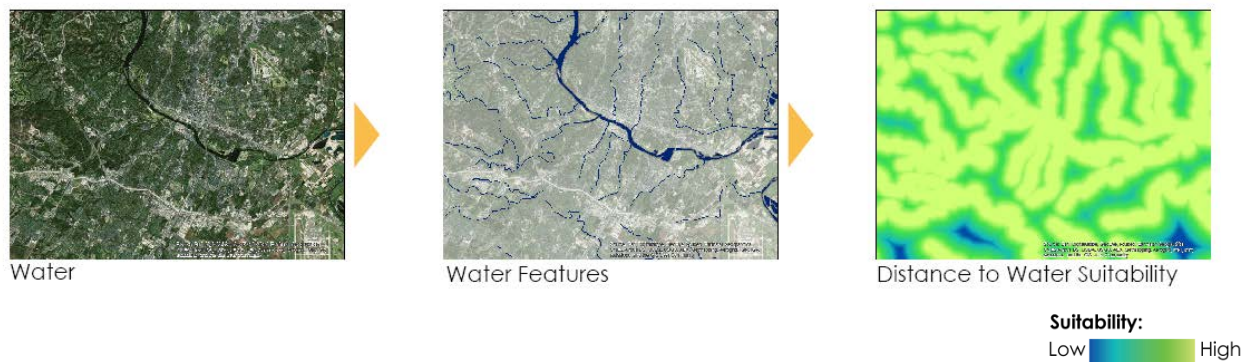 Water
Water Features
Distance to Water Suitability
Suitability:
Low
High